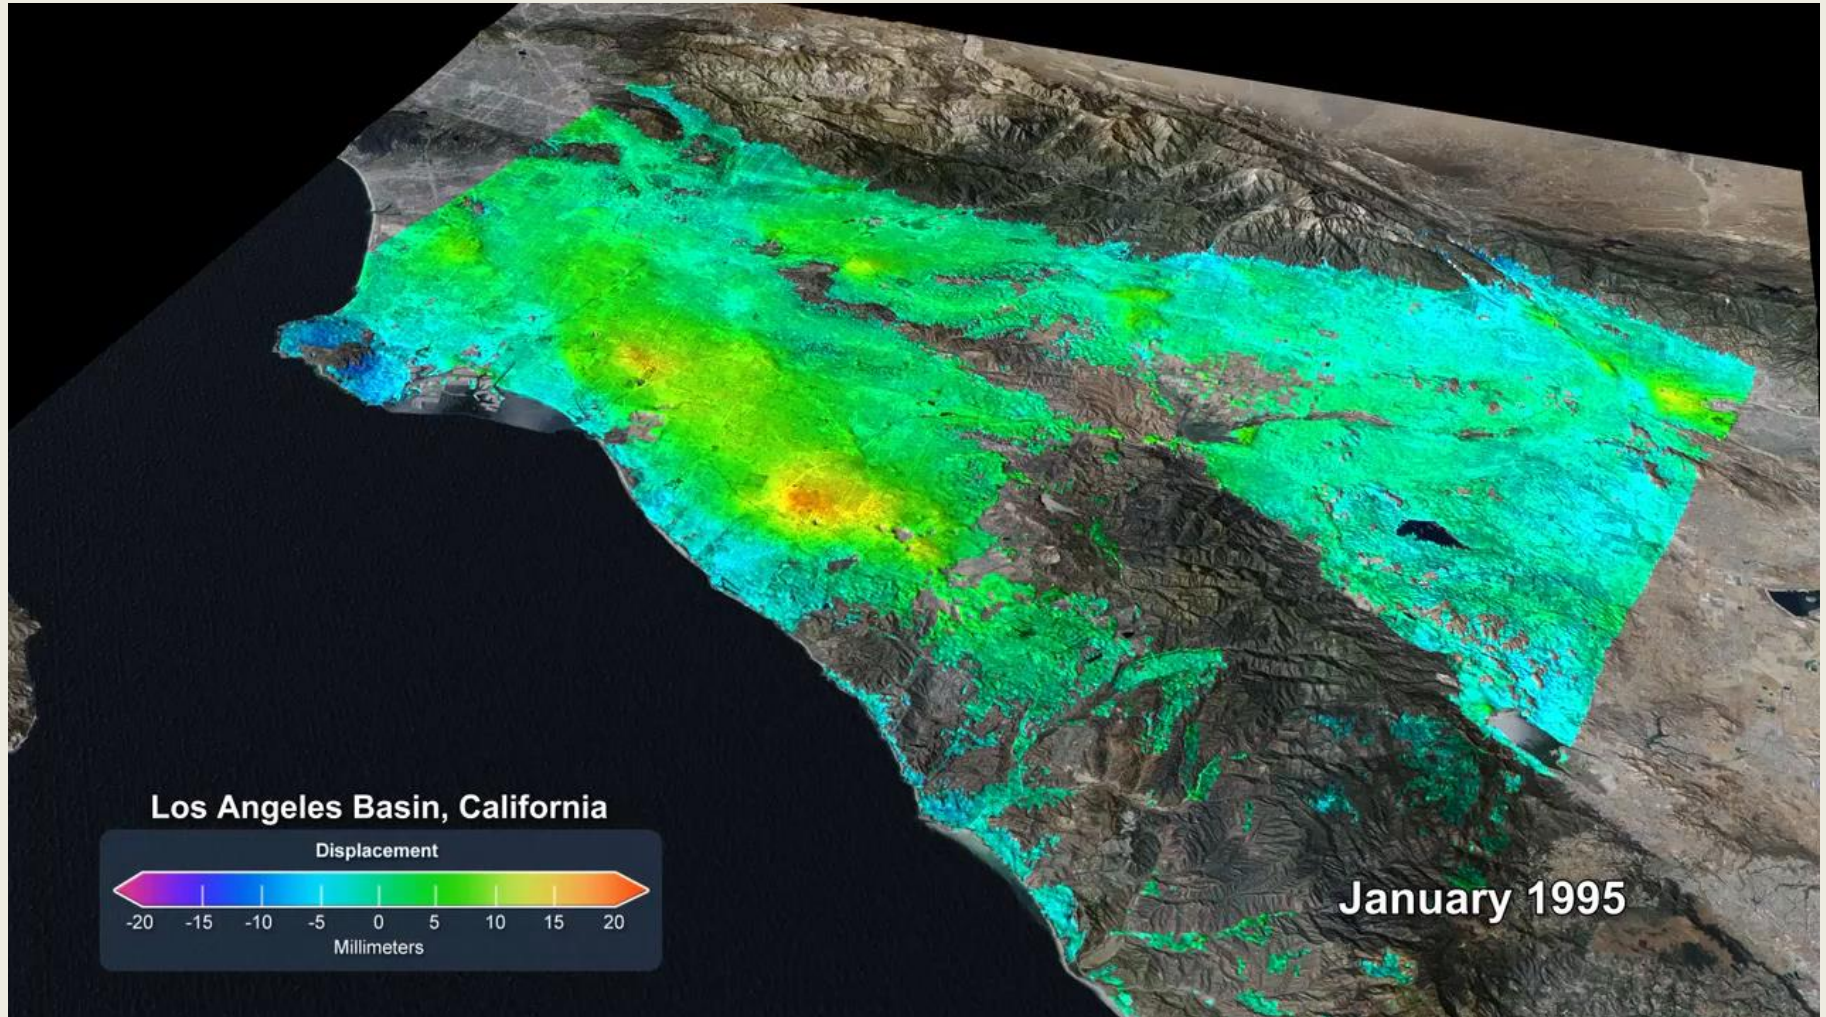 Los Angeles Basin, California
Displacement
-20 -15 -10 -5 0 5 10 15 20
Millimeters
January 1995